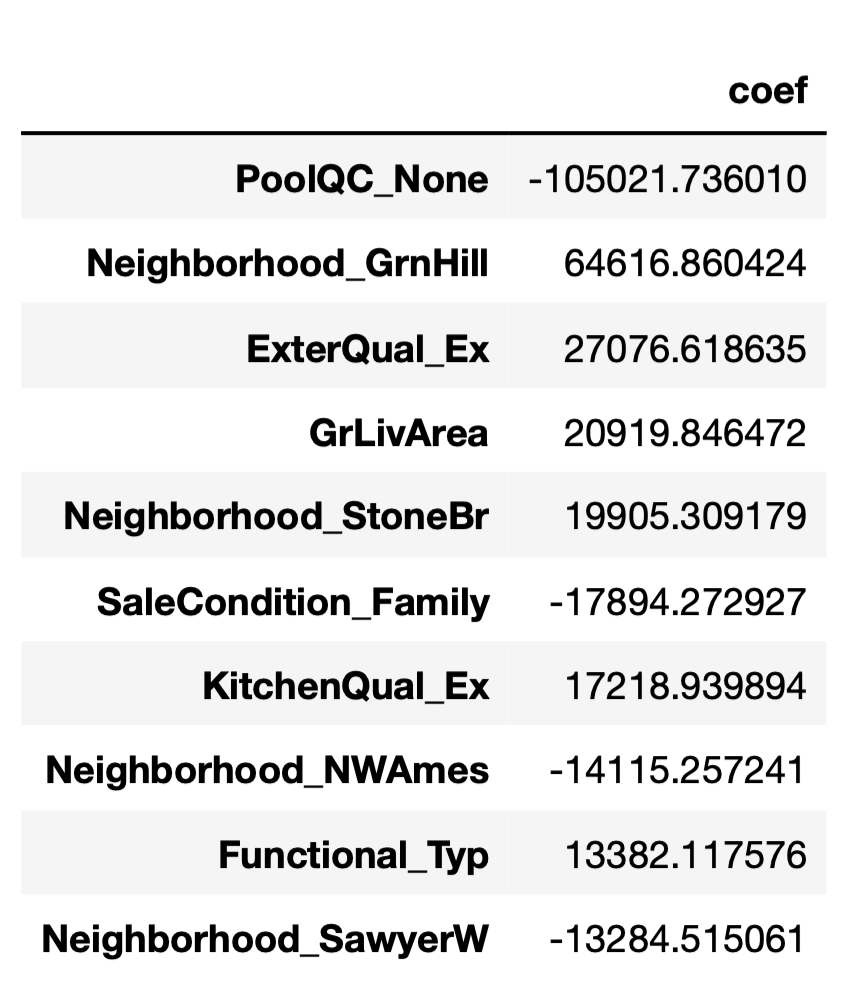 coef
PoolQC_None -105021.736010
Neighborhood_GrnHill 64616.860424
ExterQual_Ex 27076.618635
GrLivArea 20919.846472
Neighborhood_StoneBr 19905.309179
SaleCondition_Family -17894.272927
KitchenQual_Ex 17218.939894
Neighborhood_NWAmes -14115.257241
Functional_Typ 13382.117576
Neighborhood_SawyerW -13284.515061